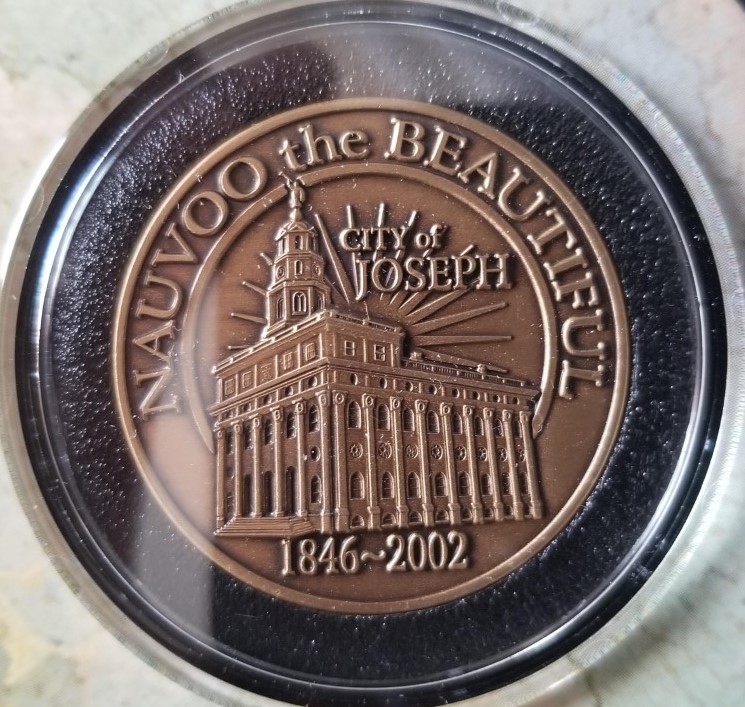 NAUVOO the BEAUTIFUL
CITY of
JOSEPH
1846~2002